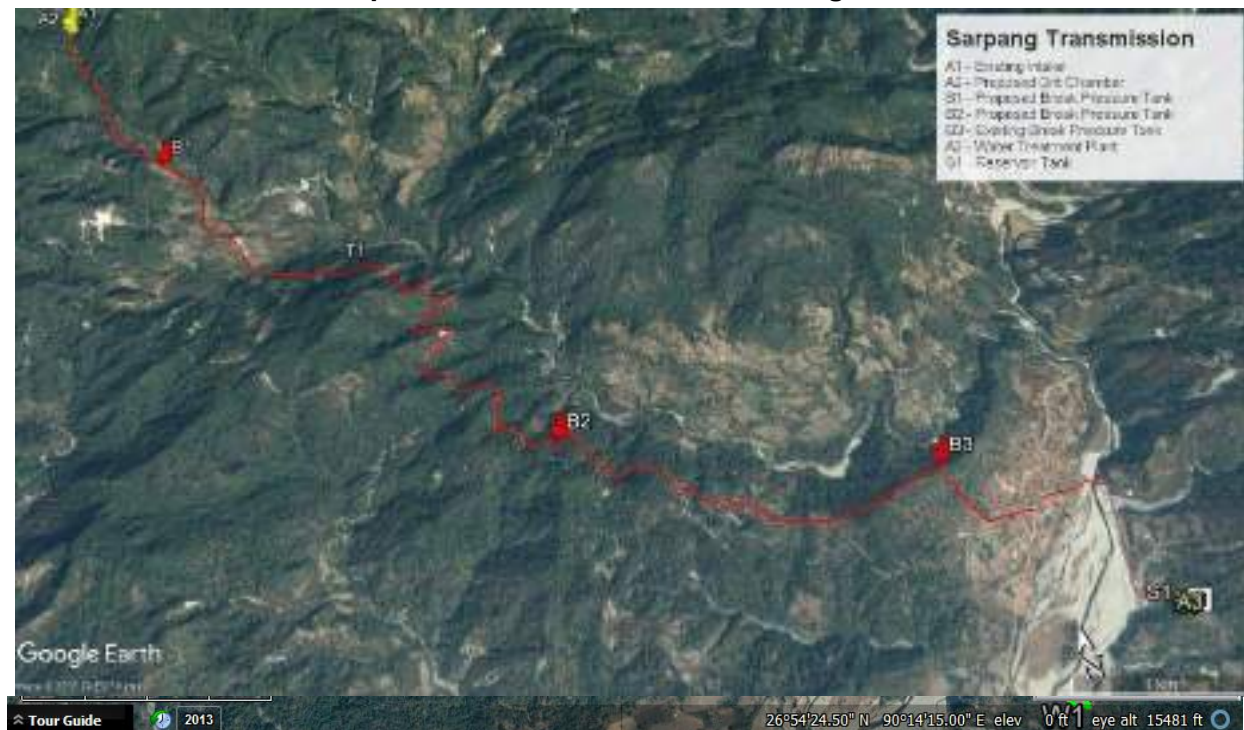 A2
Sarpang Transmission
A1 - Existing Intake
A2 - Proposed Grit Chamber
B1 - Proposed Break Pressure Tank
B2 - Proposed Break Pressure Tank
B3 - Existing Break Pressure Tank
A3 - Water Treatment Plant
S1 - Reservoir Tank
B
T1
B2
B3
S1
A3
Google Earth
N
W1
Tour Guide
2013
26°54'24.50" N 90°14'15.00" E elev 0 ft eye alt 15481 ft